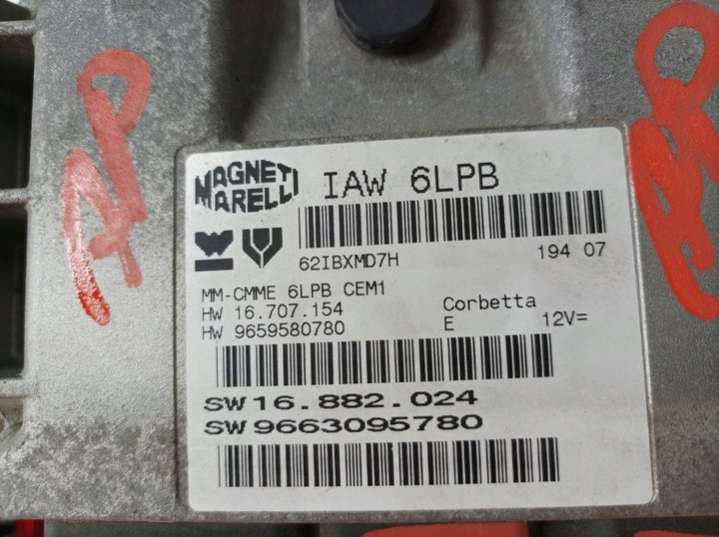 MAGNETI
MARELLI
IAW 6LPB
62IBXMD7H
194 07
MM-CMME 6LPB CEM1
HW 16.707.154
Corbetta
HW 9659580780
E
12V=
SW16.882.024
SW9663095780
AP